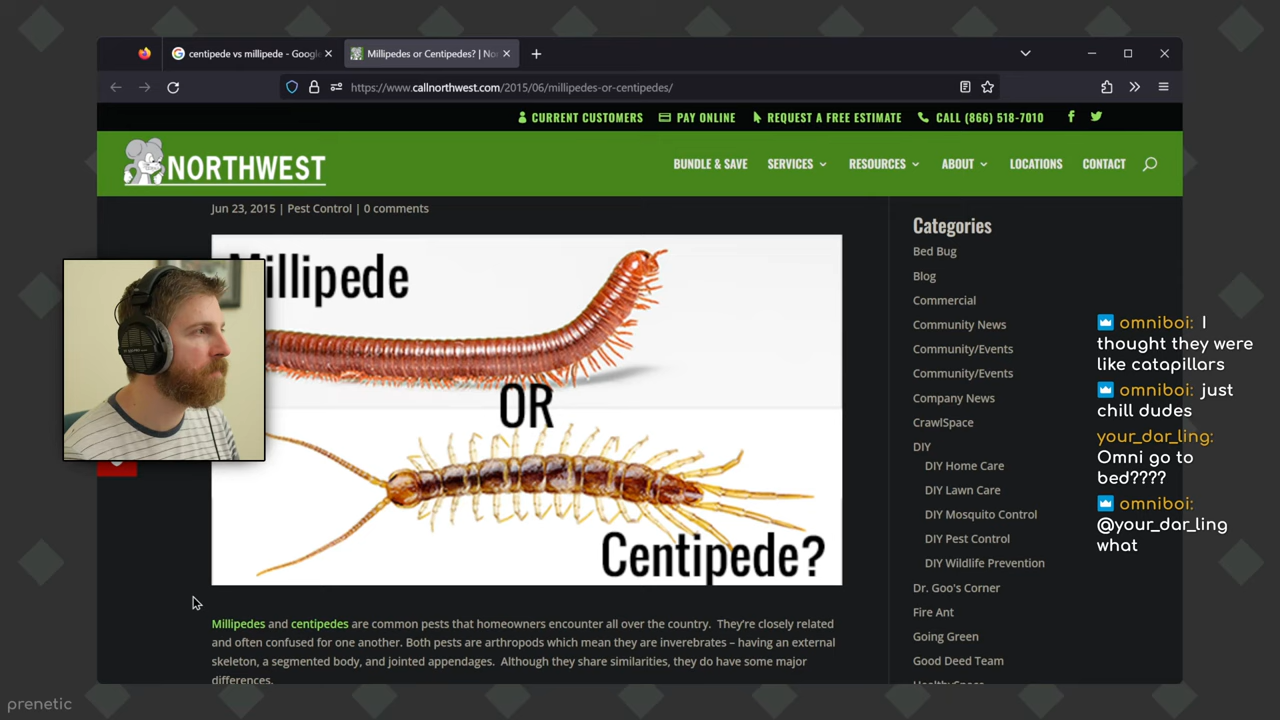 centipede vs millipede - Google
Millipedes or Centipedes? | No
https://www.callnorthwest.com/2015/06/millipedes-or-centipedes/
CURRENT CUSTOMERS
PAY ONLINE
REQUEST A FREE ESTIMATE
CALL (866) 518-7010
NORTHWEST
BUNDLE & SAVE
SERVICES
RESOURCES
ABOUT
LOCATIONS
CONTACT
Jun 23, 2015 | Pest Control | 0 comments
Millipede
OR
Centipede?
Millipedes and centipedes are common pests that homeowners encounter all over the country. They're closely related
and often confused for one another. Both pests are arthropods which mean they are inverebrates – having an external
skeleton, a segmented body, and jointed appendages. Although they share similarities, they do have some major
differences.
Categories
Bed Bug
Blog
Commercial
Community News
Community/Events
Community/Events
Company News
CrawlSpace
DIY
DIY Home Care
DIY Lawn Care
DIY Mosquito Control
DIY Pest Control
DIY Wildlife Prevention
Dr. Goo's Corner
Fire Ant
Going Green
Good Deed Team
omniboi: I
thought they were
like catapillars
omniboi: just
chill dudes
your_dar_ling:
Omni go to
bed????
omniboi:
@your_dar_ling
what
prenetic